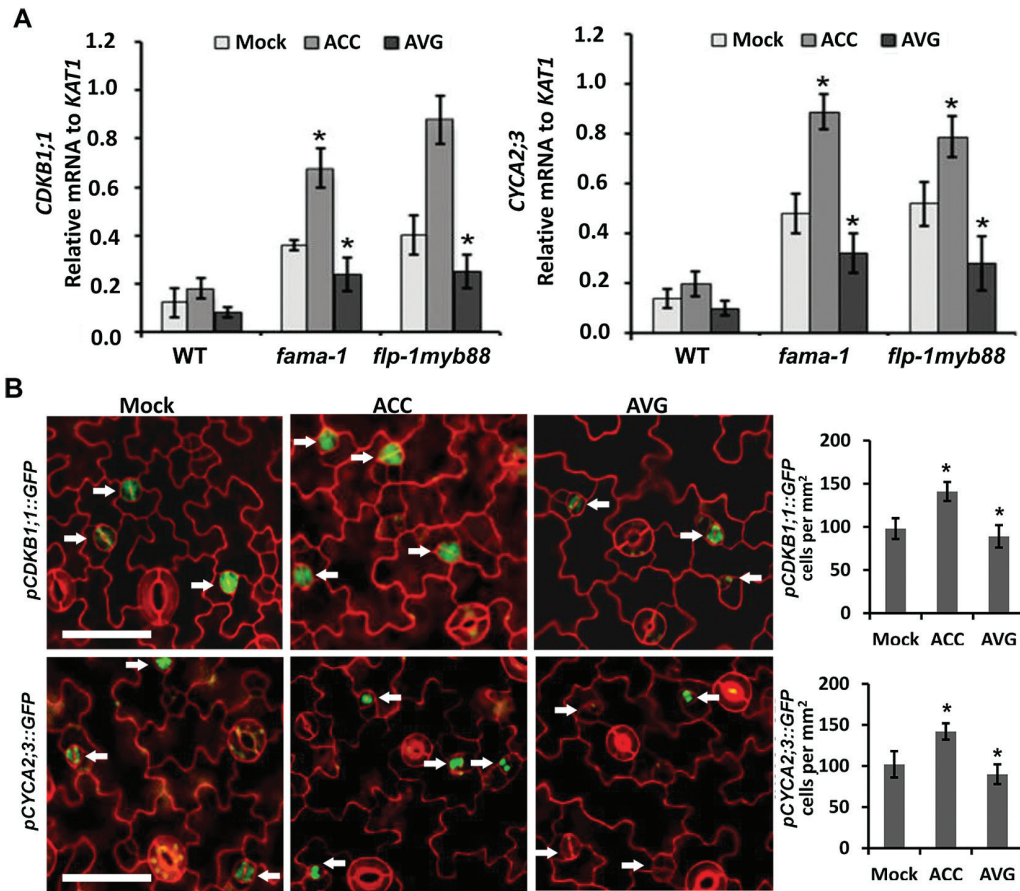 A
CDKB1;1
Relative mRNA to KAT1
1.2
1.0
0.8
0.6
0.4
0.2
0.0
Mock ACC AVG
*
*
*
WT fama-1 flp-1myb88
CYCA2;3
Relative mRNA to KAT1
1.2
1.0
0.8
0.6
0.4
0.2
0.0
Mock ACC AVG
*
*
*
*
WT fama-1 flp-1myb88
B
Mock ACC AVG
pCDKB1;1::GFP
pCDKB1;1::GFP
cells per mm2
200
150
100
50
0
*
*
Mock ACC AVG
pCYCA2;3::GFP
pCYCA2;3::GFP
cells per mm2
200
150
100
50
0
*
*
Mock ACC AVG